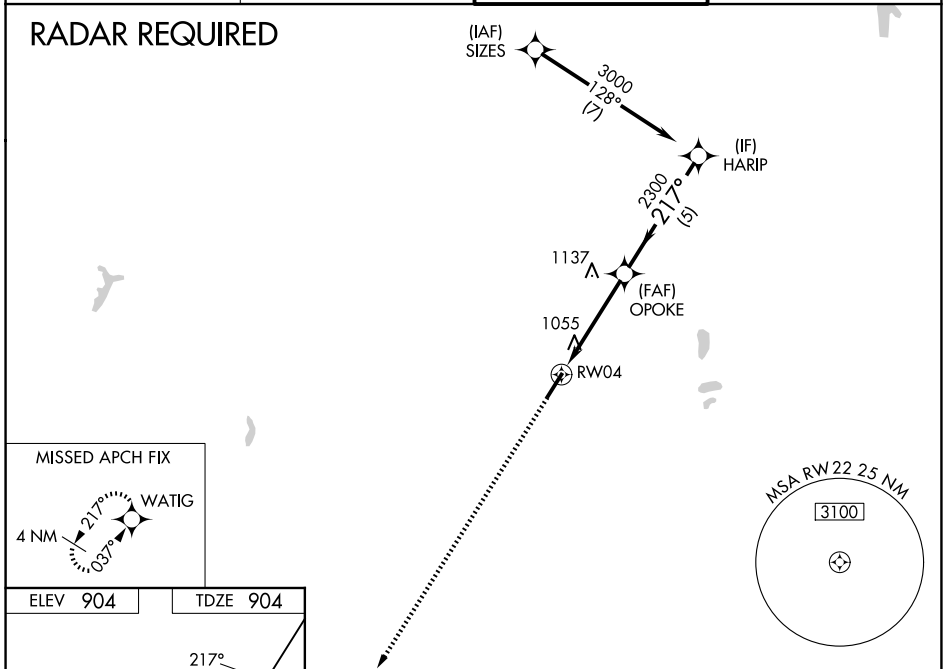 RADAR REQUIRED
(IAF)
SIZES
3000
128°
(7)
(IF)
HARIP
2300
217°
(5)
1137
(FAF)
OPOKE
1055
RW04
MISSED APCH FIX
WATIG
217°
4 NM
037°
MSA RW22 25 NM
3100
ELEV 904
TDZE 904
217°